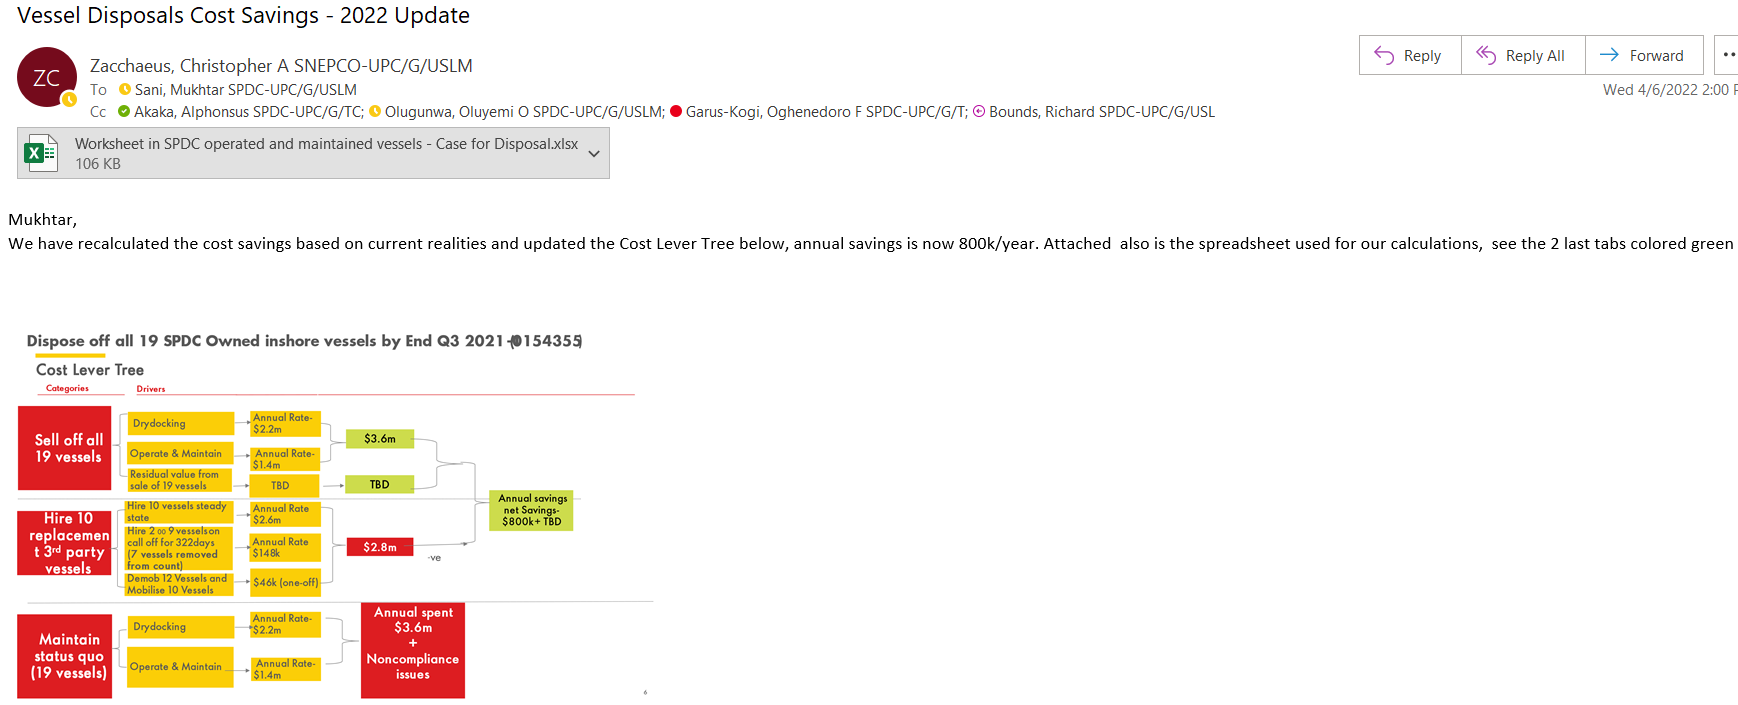 Vessel Disposals Cost Savings - 2022 Update
ZC
Zacchaeus, Christopher A SNEPCO-UPC/G/USLM
To Sani, Mukhtar SPDC-UPC/G/USLM
Cc Akaka, Alphonsus SPDC-UPC/G/TC; Olugunwa, Oluyemi O SPDC-UPC/G/USLM; Garus-Kogi, Oghenedoro F SPDC-UPC/G/T; Bounds, Richard SPDC-UPC/G/USL
Reply
Reply All
Forward
Wed 4/6/2022 2:00 P
Worksheet in SPDC operated and maintained vessels - Case for Disposal.xlsx
106 KB
Mukhtar,
We have recalculated the cost savings based on current realities and updated the Cost Lever Tree below, annual savings is now 800k/year. Attached  also is the spreadsheet used for our calculations,  see the 2 last tabs colored green
Dispose off all 19 SPDC Owned inshore vessels by End Q3 2021-(0154355)
Cost Lever Tree
Categories
Drivers
Sell off all
19 vessels
Drydocking
Annual Rate-
$2.2m
Operate & Maintain
Annual Rate-
$1.4m
Residual value from
sale of 19 vessels
TBD
$3.6m
TBD
Annual savings
net Savings-
$800k+ TBD
Hire 10
replacemen
t 3rd party
vessels
Hire 10 vessels steady
state
Annual Rate
$2.6m
Hire 2 oo 9 vesselson
call off for 322days
(7 vessels removed
from count)
Annual Rate
$148k
Demob 12 Vessels and
Mobilise 10 Vessels
$46k (one-off)
$2.8m
-ve
Maintain
status quo
(19 vessels)
Drydocking
Annual Rate-
$2.2m
Operate & Maintain
Annual Rate-
$1.4m
Annual spent
$3.6m
+
Noncompliance
issues
6